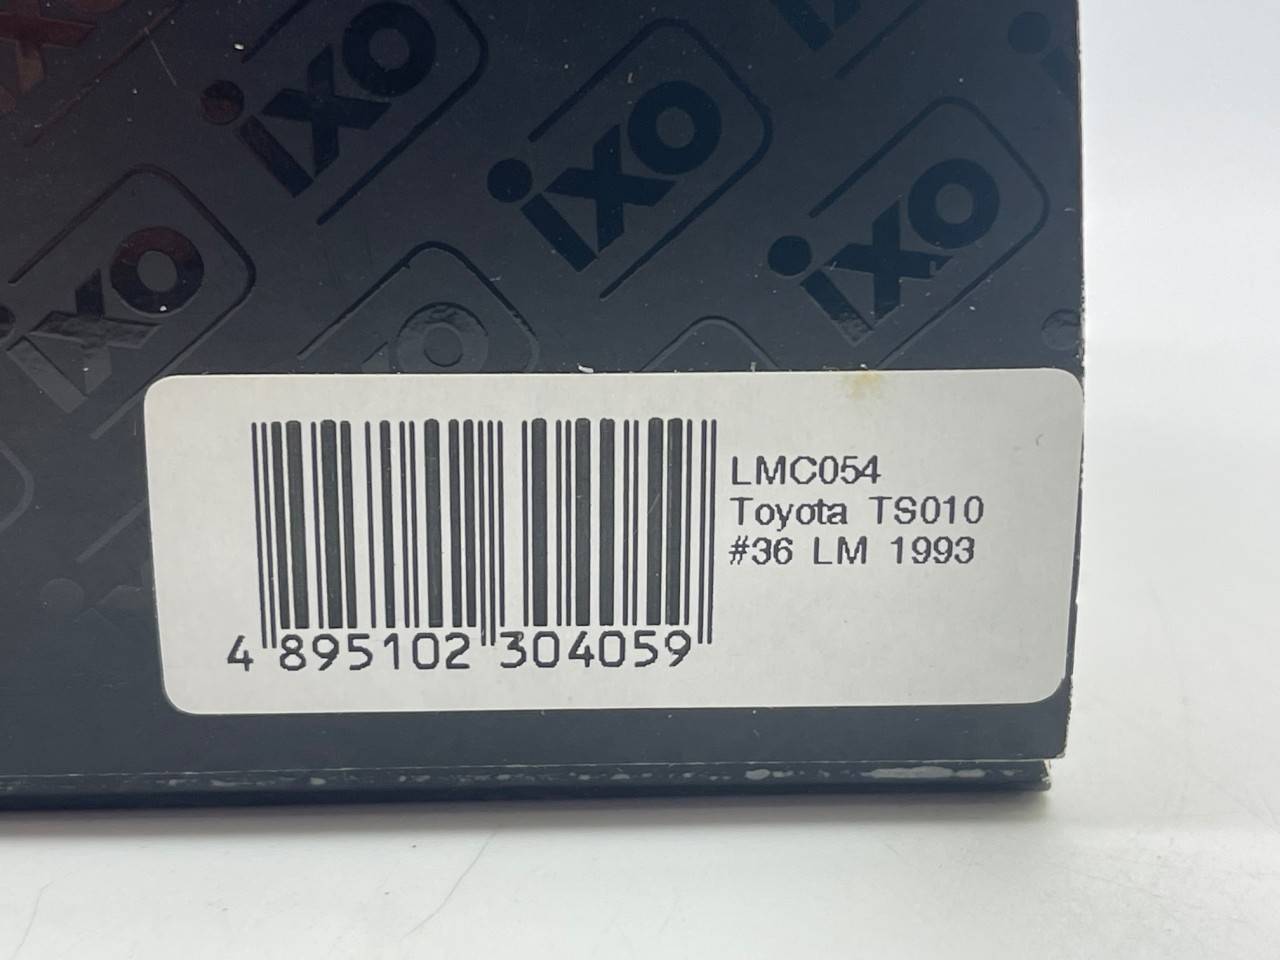 ixo
ixo
ixo
ixo
LMC054
Toyota TS010
#36 LM 1993
4 895102 304059